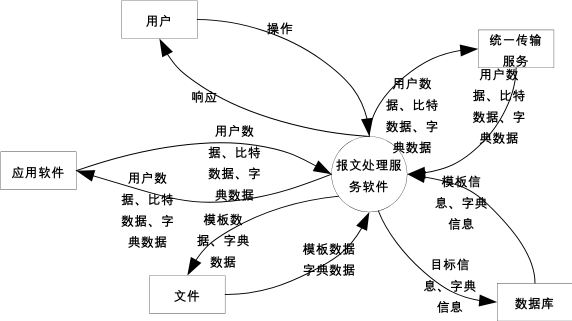 用户
操作
统一传输
服务
响应
用户数
据、比特
数据、字
典数据
用户数
据、比特
数据、字
典数据
用户数
据、比特
数据、字
典数据
应用软件
用户数
据、比特
数据、字
典数据
报文处理服
务软件
模板信
息、字典
信息
模板数
据、字典
数据
模板数据
字典数据
目标信
息、字典
信息
文件
数据库